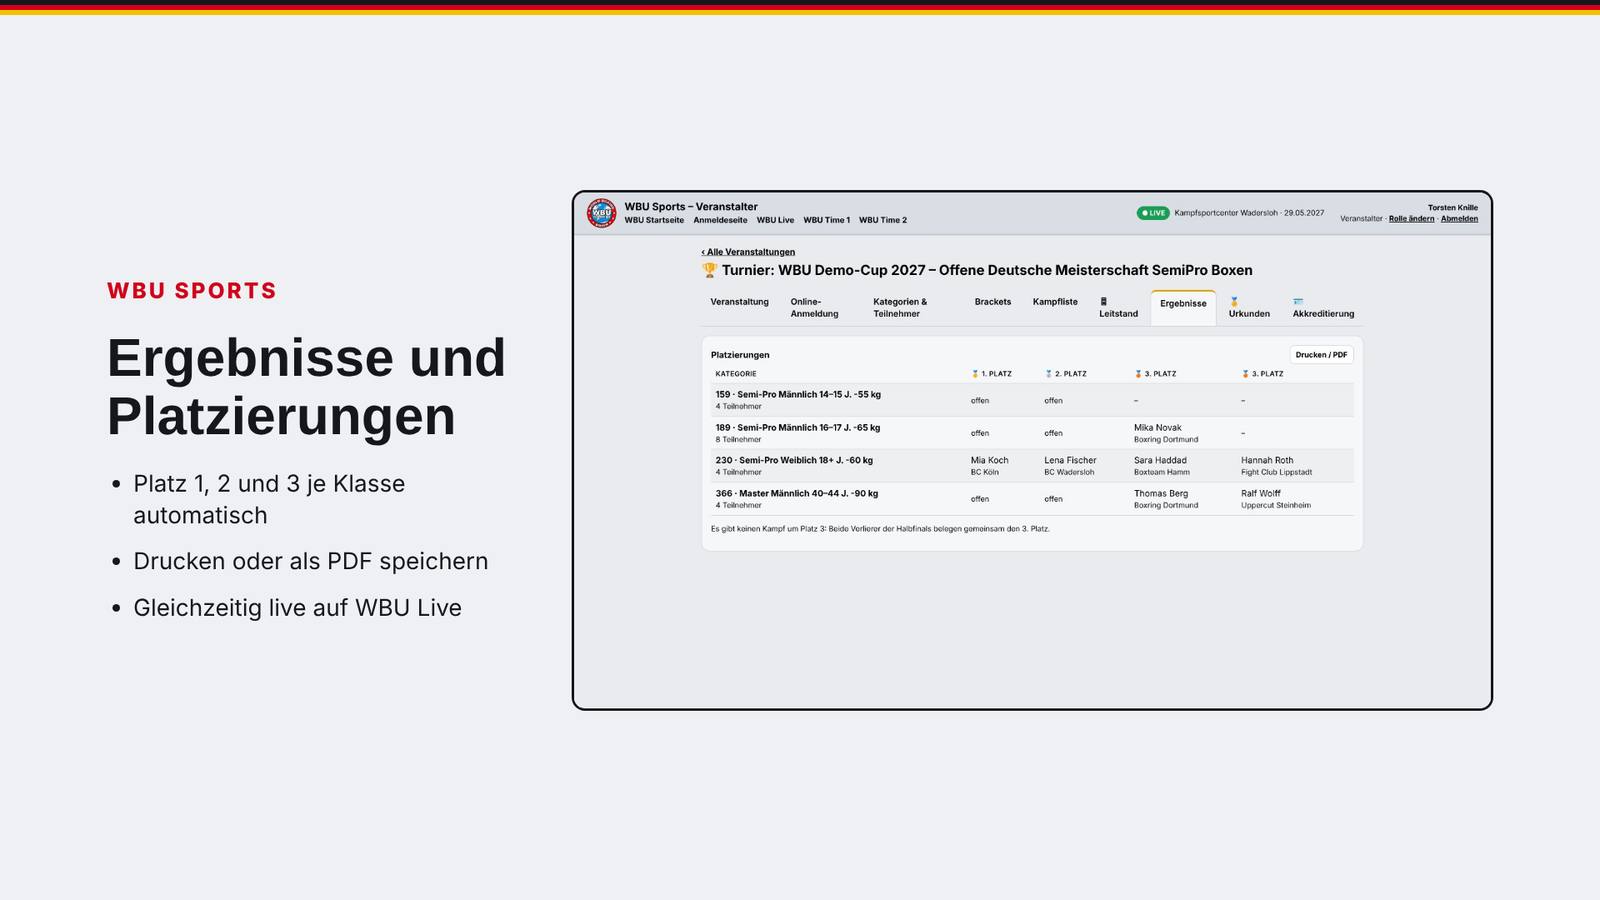 WBU SPORTS
Ergebnisse und
Platzierungen
• Platz 1, 2 und 3 je Klasse
automatisch
• Drucken oder als PDF speichern
• Gleichzeitig live auf WBU Live
WBU
WBU Sports – Veranstalter
WBU Startseite Anmeldeseite WBU Live WBU Time 1 WBU Time 2
LIVE Kampfsportcenter Wadersloh · 29.05.2027
Torsten Knille
Veranstalter · Rolle ändern · Abmelden
‹ Alle Veranstaltungen
🏆 Turnier: WBU Demo-Cup 2027 – Offene Deutsche Meisterschaft SemiPro Boxen
Veranstaltung
Online-
Anmeldung
Kategorien &
Teilnehmer
Brackets
Kampfliste
Leitstand
Ergebnisse
Urkunden
Akkreditierung
Platzierungen
Drucken / PDF
KATEGORIE 🥇 1. PLATZ 🥈 2. PLATZ 🥉 3. PLATZ 🥉 3. PLATZ
159 · Semi-Pro Männlich 14–15 J. -55 kg
4 Teilnehmer
offen offen – –
189 · Semi-Pro Männlich 16–17 J. -65 kg
8 Teilnehmer
offen offen
Mika Novak
Boxring Dortmund
–
230 · Semi-Pro Weiblich 18+ J. -60 kg
4 Teilnehmer
Mia Koch
BC Köln
Lena Fischer
BC Wadersloh
Sara Haddad
Boxteam Hamm
Hannah Roth
Fight Club Lippstadt
366 · Master Männlich 40–44 J. -90 kg
4 Teilnehmer
offen offen
Thomas Berg
Boxring Dortmund
Ralf Wolff
Uppercut Steinheim
Es gibt keinen Kampf um Platz 3: Beide Verlierer der Halbfinals belegen gemeinsam den 3. Platz.